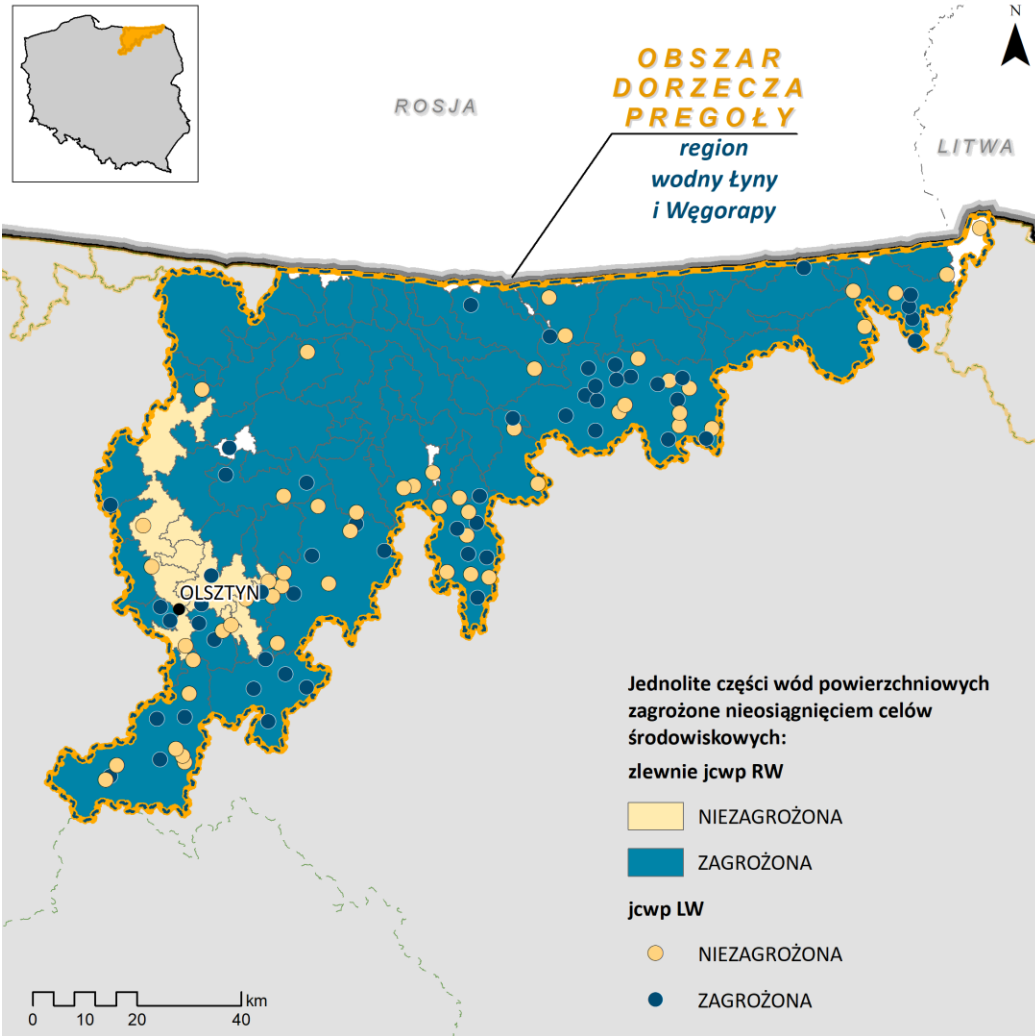 N
OBSZAR
DORZECZA
PREGOŁY
ROSJA
LITWA
region
wodny Łyny
i Węgorapy
OLSZTYN
Jednolite części wód powierzchniowych
zagrożone nieosiągnięciem celów
środowiskowych:
zlewnie jcwp RW
NIEZAGROŻONA
ZAGROŻONA
jcwp LW
NIEZAGROŻONA
ZAGROŻONA
km
0 10 20 40